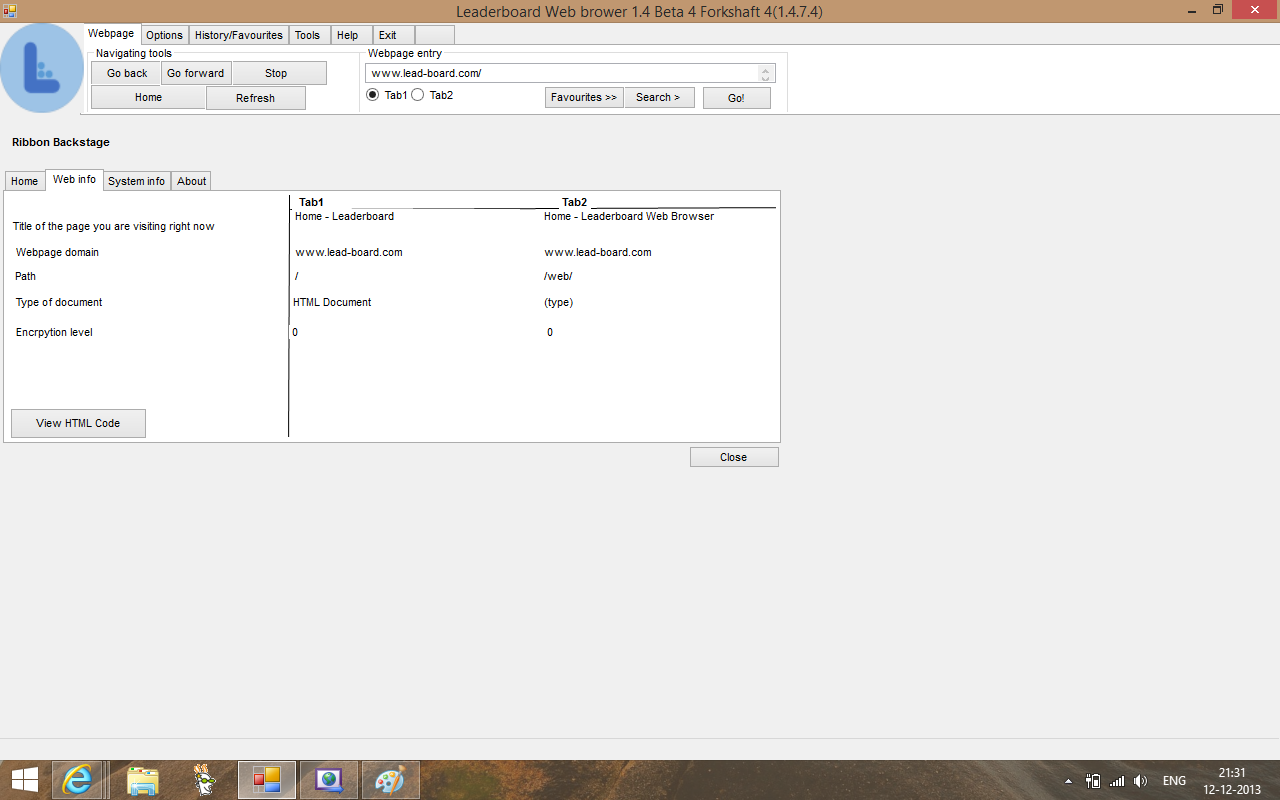 Leaderboard Web brower 1.4 Beta 4 Forkshaft 4(1.4.7.4)
Webpage Options History/Favourites Tools Help Exit
Navigating tools Webpage entry
Go back Go forward Stop www.lead-board.com/
Home Refresh Tab1 Tab2 Favourites >> Search > Go!
Ribbon Backstage
Home Web info System info About
Tab1 Tab2
Title of the page you are visiting right now Home - Leaderboard Home - Leaderboard Web Browser
Webpage domain www.lead-board.com www.lead-board.com
Path / /web/
Type of document HTML Document (type)
Encrpytion level 0 0
View HTML Code
Close
ENG 21:31
12-12-2013